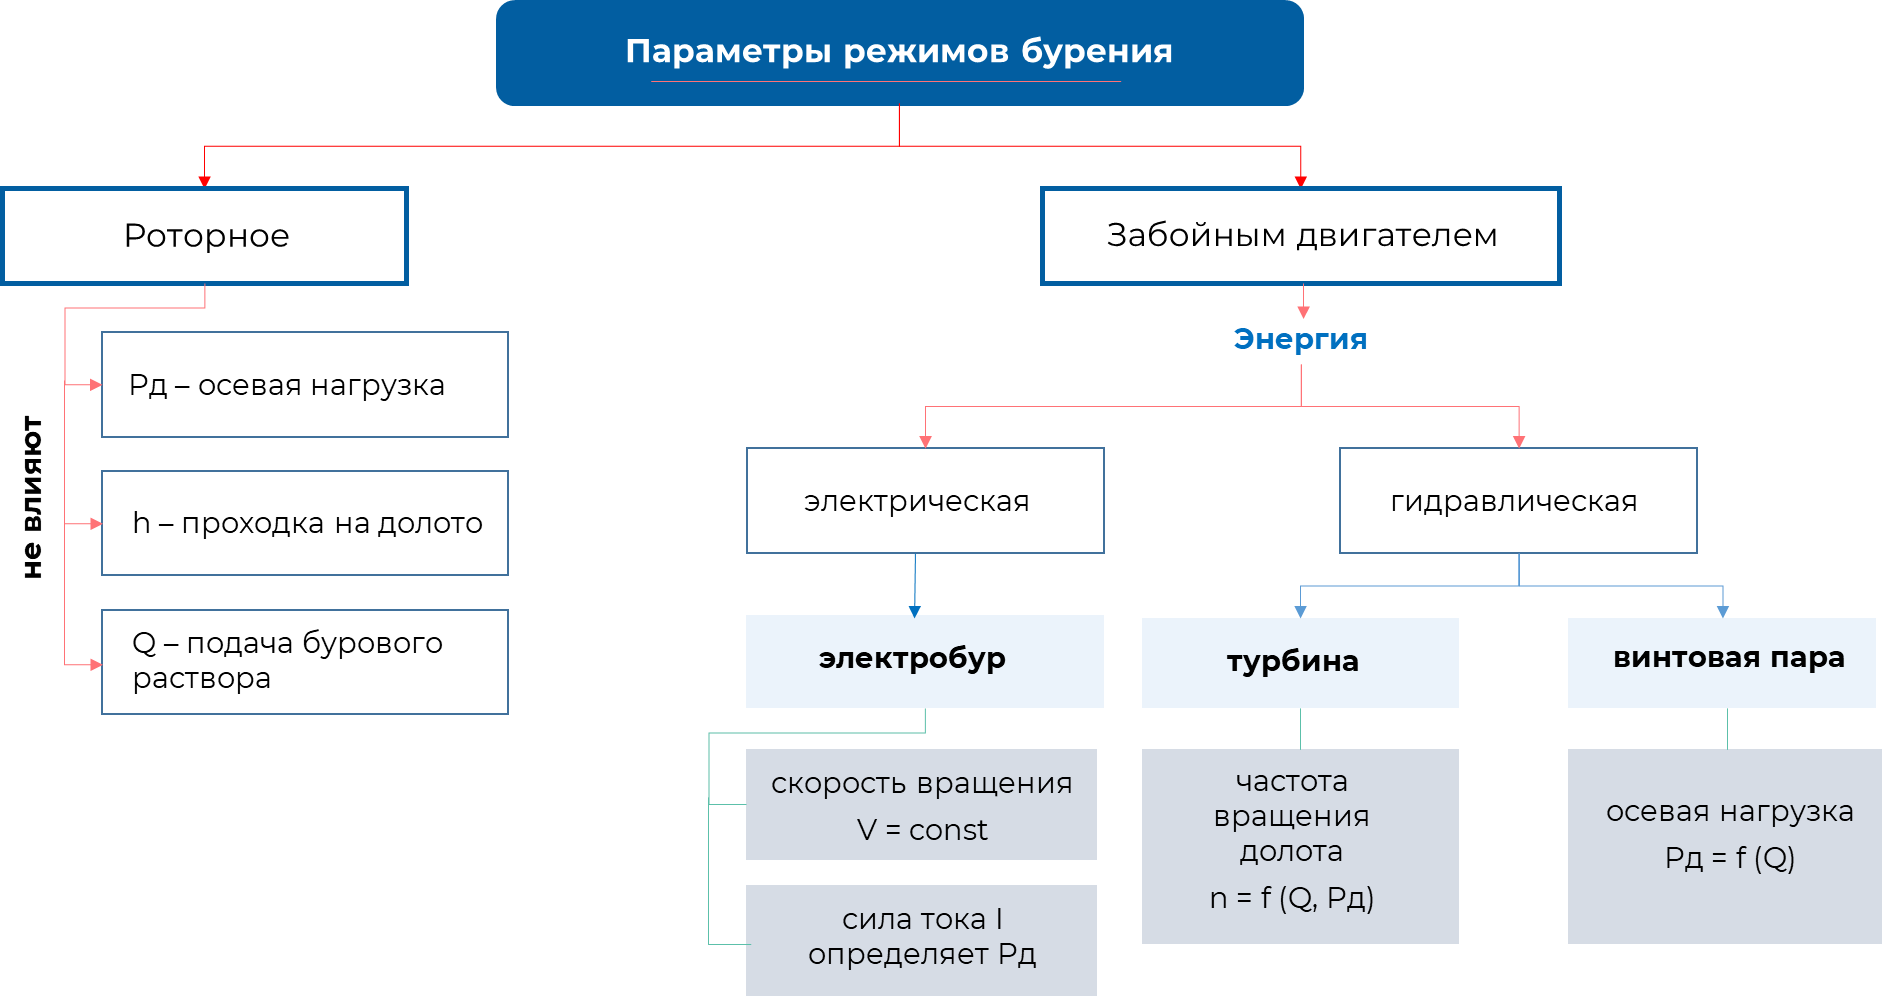 Параметры режимов бурения
Роторное
Забойным двигателем
не влияют
Рд – осевая нагрузка
h – проходка на долото
Q – подача бурового
раствора
Энергия
электрическая
гидравлическая
электробур
турбина
винтовая пара
скорость вращения
V = const
сила тока I
определяет Рд
частота
вращения
долота
n = f (Q, Рд)
осевая нагрузка
Рд = f (Q)